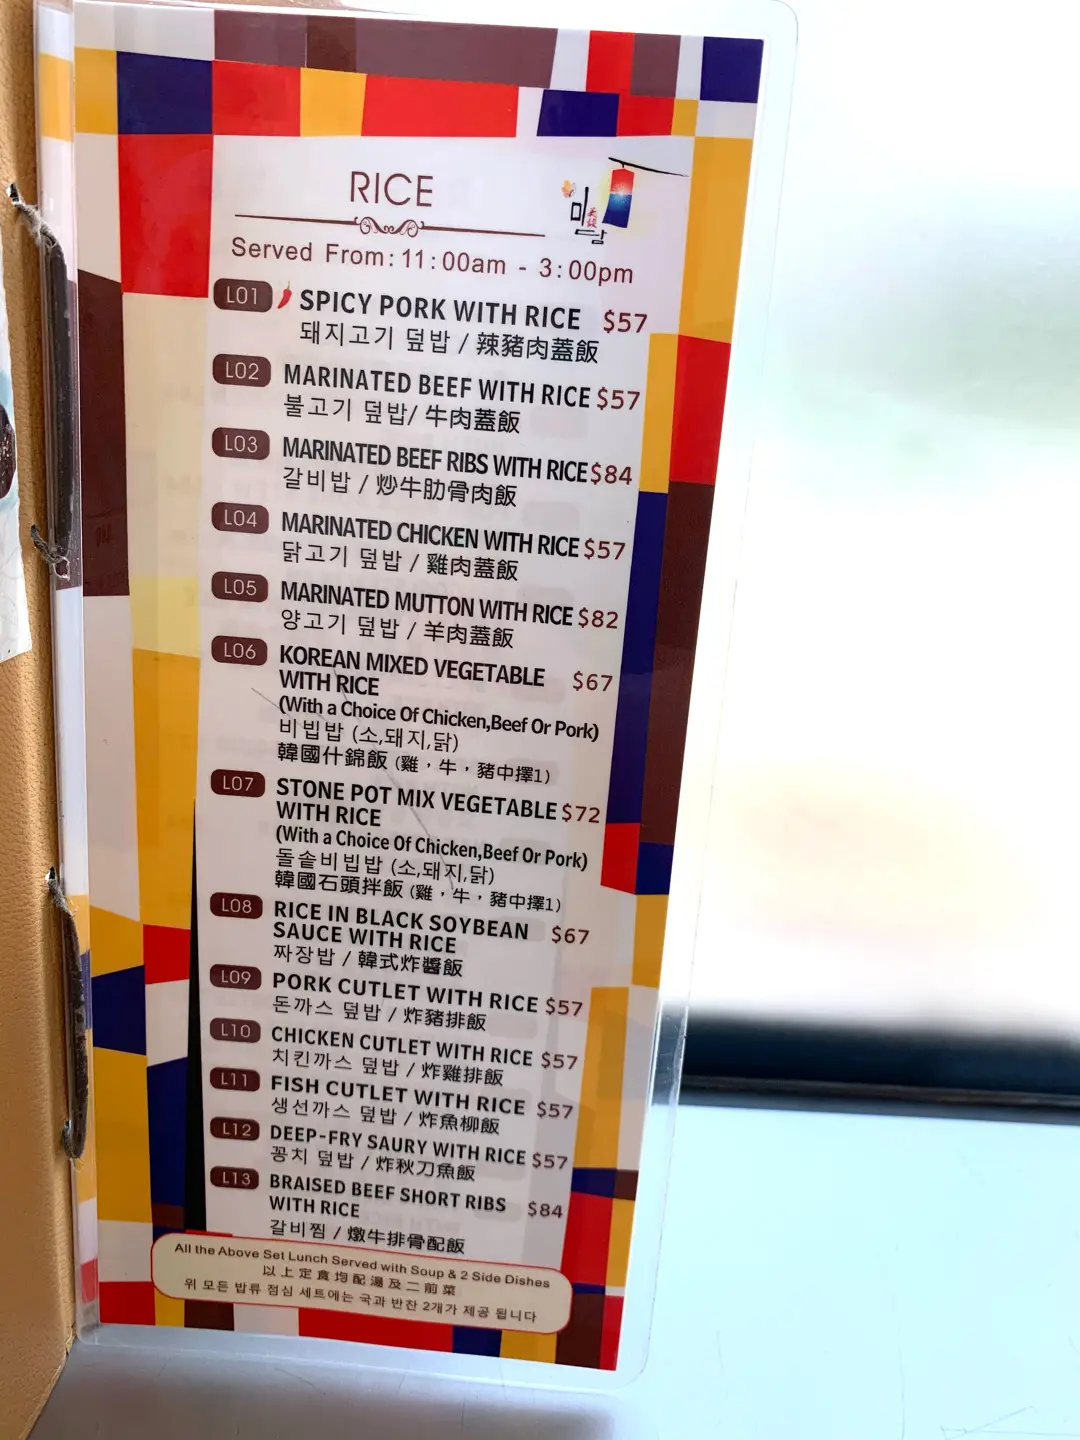 RICE
미
즐
남
Served From: 11:00am - 3:00pm
L01 SPICY PORK WITH RICE $57
돼지고기 덮밥 / 辣豬肉蓋飯
L02 MARINATED BEEF WITH RICE $57
불고기 덮밥/ 牛肉蓋飯
L03 MARINATED BEEF RIBS WITH RICE $84
갈비밥 / 炒牛肋骨肉飯
L04 MARINATED CHICKEN WITH RICE $57
닭고기 덮밥 / 雞肉蓋飯
L05 MARINATED MUTTON WITH RICE $82
양고기 덮밥 / 羊肉蓋飯
L06 KOREAN MIXED VEGETABLE $67
WITH RICE
(With a Choice Of Chicken,Beef Or Pork)
비빔밥 (소,돼지,닭)
韓國什錦飯 (雞，牛，豬中擇1)
L07 STONE POT MIX VEGETABLE $72
WITH RICE
(With a Choice Of Chicken,Beef Or Pork)
돌솥비빔밥 (소,돼지,닭)
韓國石頭拌飯 (雞，牛，豬中擇1)
L08 RICE IN BLACK SOYBEAN $67
SAUCE WITH RICE
짜장밥 / 韓式炸醬飯
L09 PORK CUTLET WITH RICE $57
돈까스 덮밥 / 炸豬排飯
L10 CHICKEN CUTLET WITH RICE $57
치킨까스 덮밥 / 炸雞排飯
L11 FISH CUTLET WITH RICE $57
생선까스 덮밥 / 炸魚柳飯
L12 DEEP-FRY SAURY WITH RICE $57
꽁치 덮밥 / 炸秋刀魚飯
L13 BRAISED BEEF SHORT RIBS $84
WITH RICE
갈비찜 / 燉牛排骨配飯
All the Above Set Lunch Served with Soup & 2 Side Dishes
以上定食均配湯及二前菜
위 모든 밥류 점심 세트에는 국과 반찬 2개가 제공 됩니다